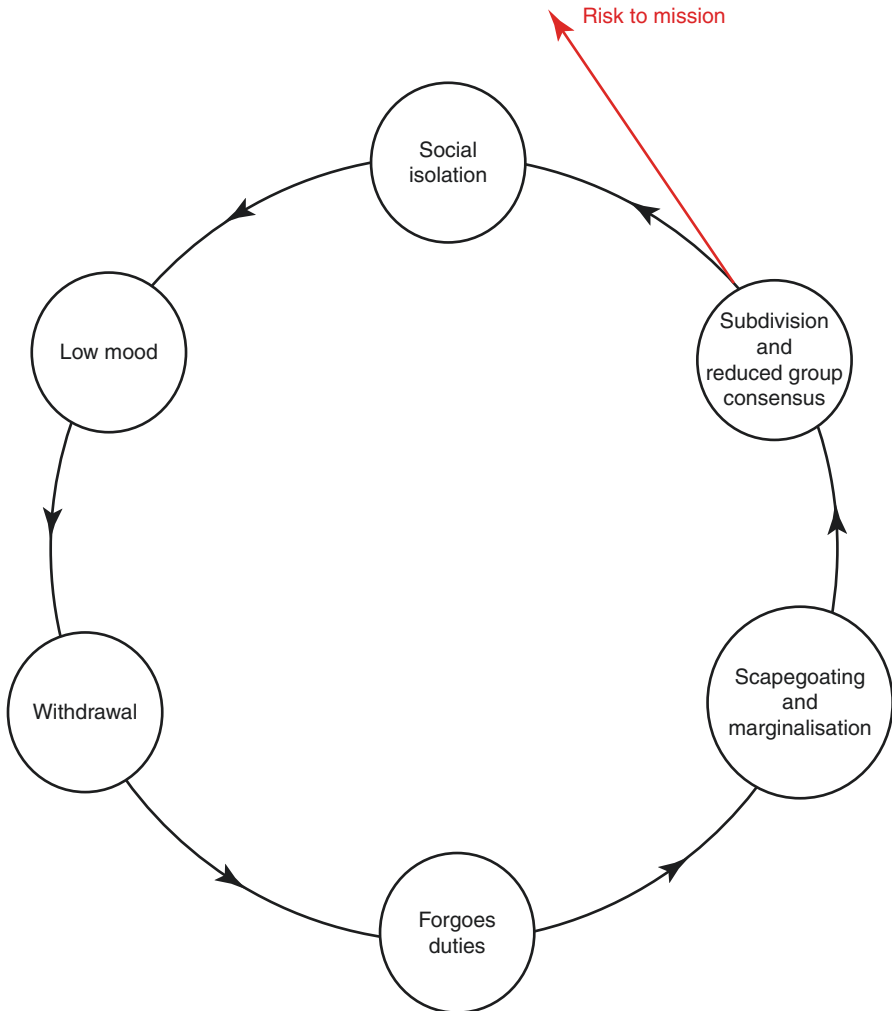 Risk to mission
Social
isolation
Subdivision
and
reduced group
consensus
Low mood
Scapegoating
and
marginalisation
Withdrawal
Forgoes
duties